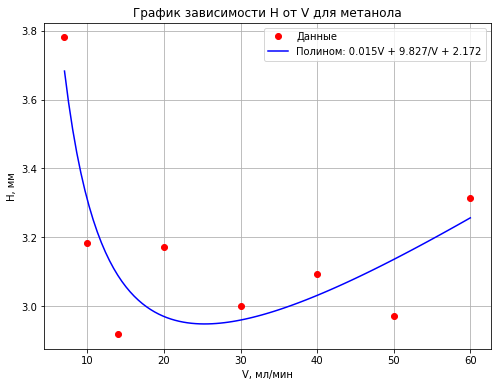 График зависимости H от V для метанола
Данные
Полином: 0.015V + 9.827/V + 2.172
3.8
3.6
3.4
3.2
3.0
H, мм
10
20
30
40
50
60
V, мл/мин